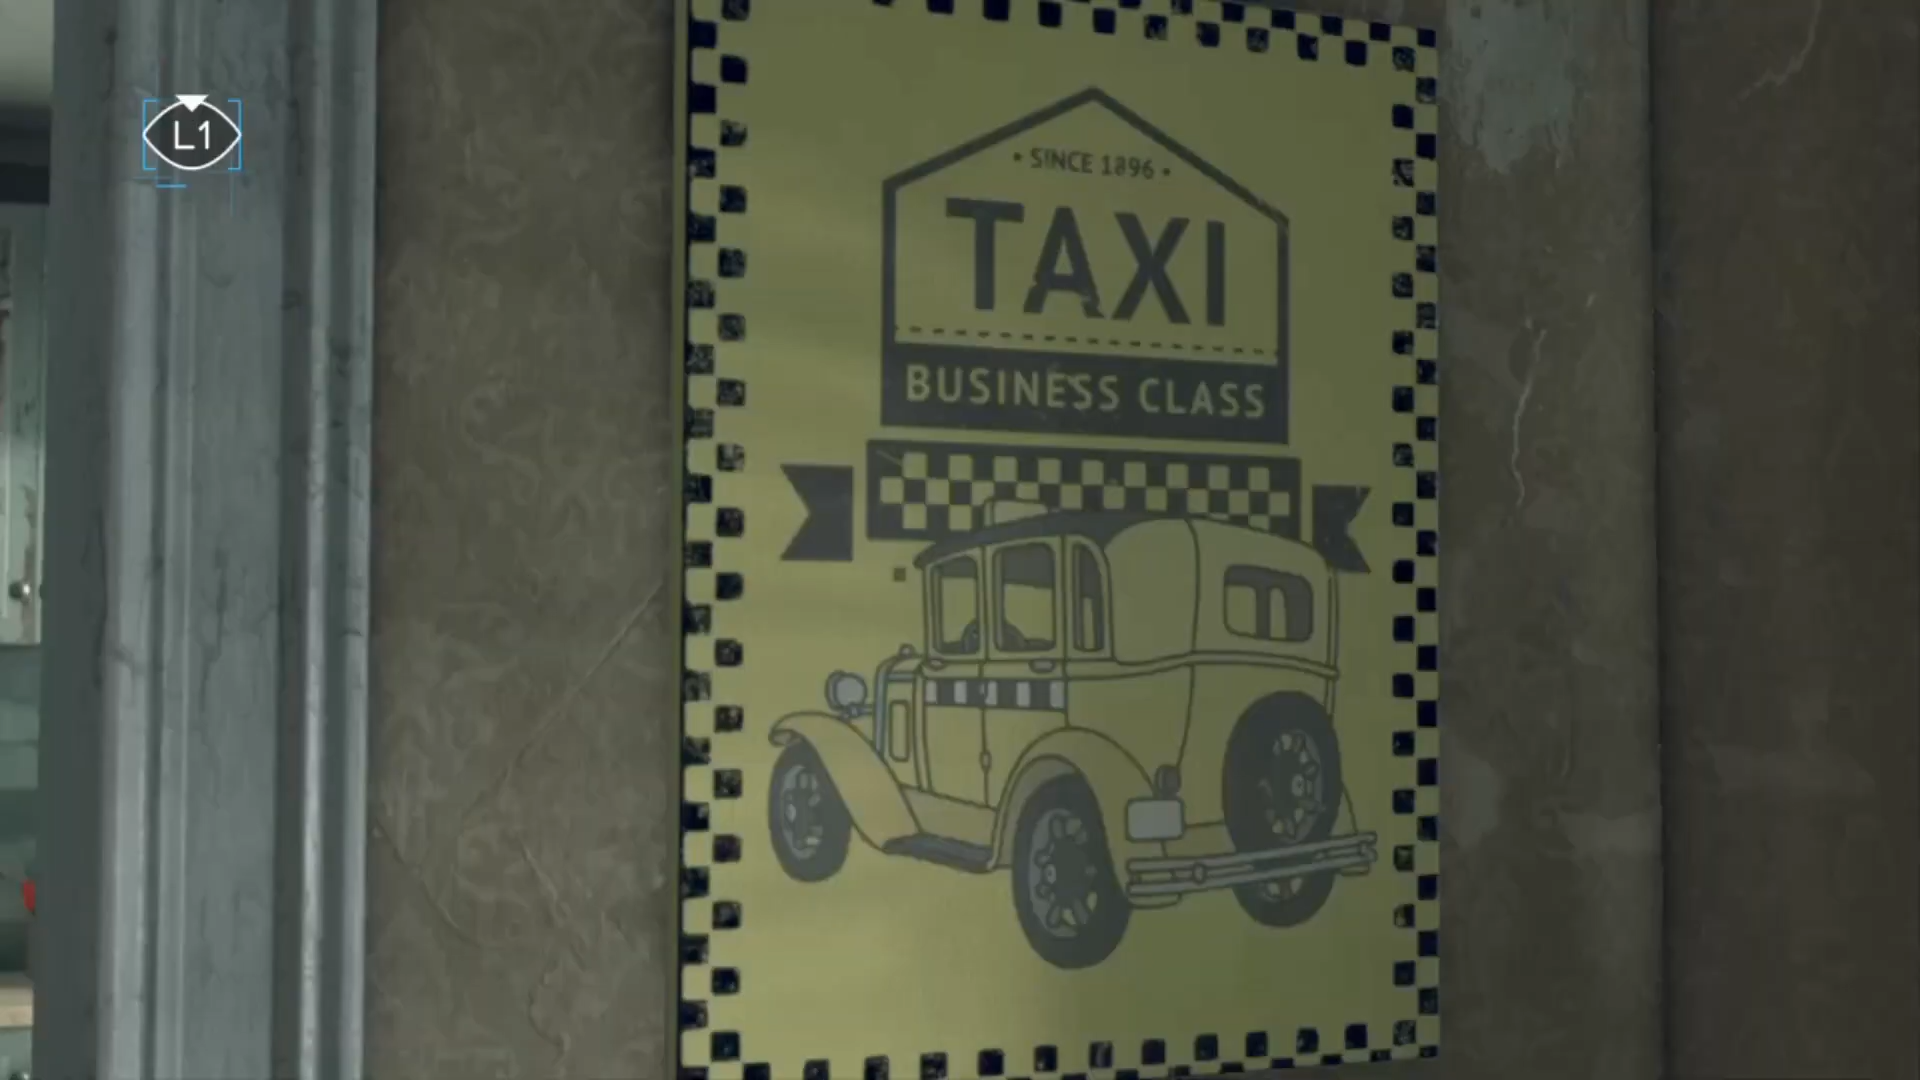 L1
• SINCE 1896 •
TAXI
BUSINESS CLASS